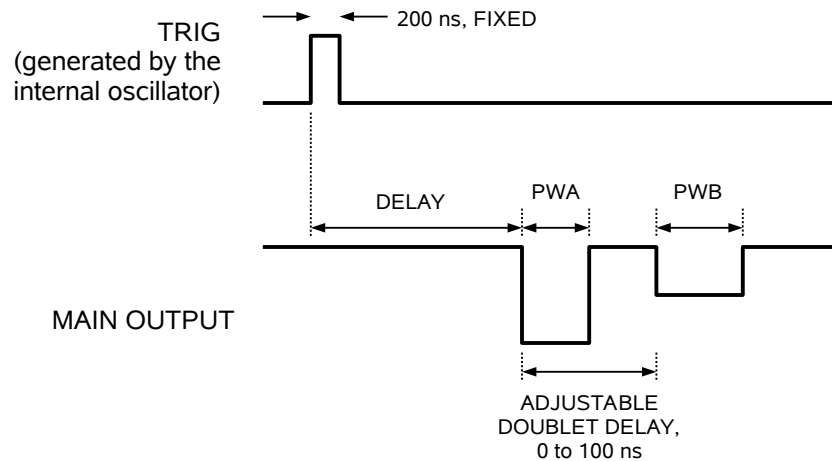 TRIG
(generated by the
internal oscillator)
200 ns, FIXED
DELAY
PWA
PWB
MAIN OUTPUT
ADJUSTABLE
DOUBLET DELAY,
0 to 100 ns